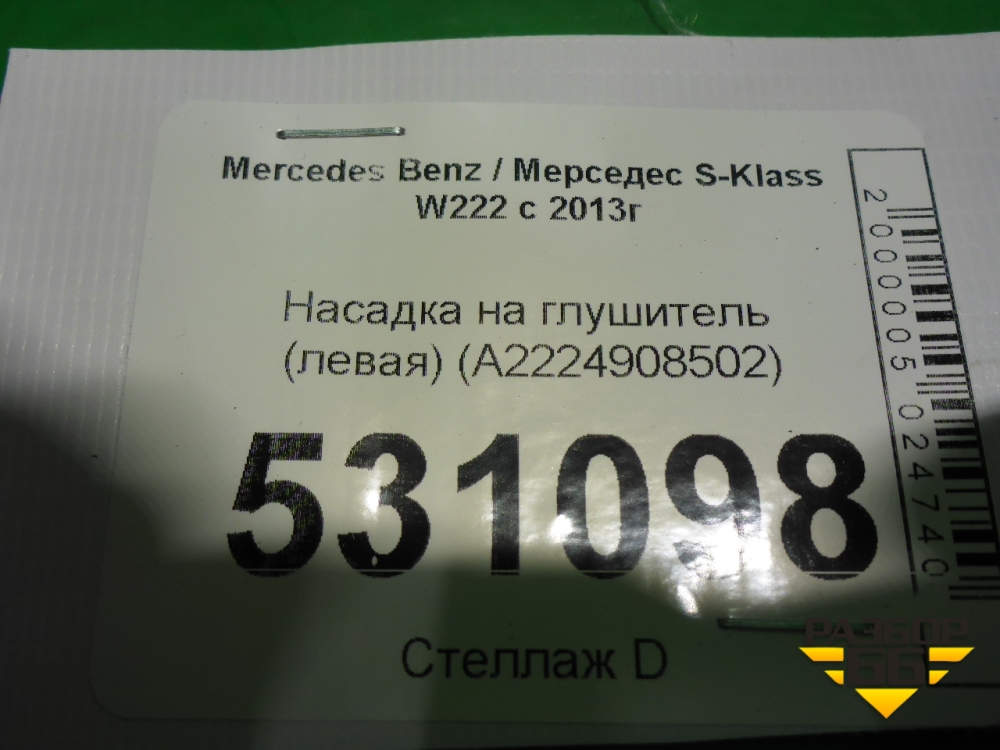 Mercedes Benz / Мерседес S-Klass
W222 с 2013г
Насадка на глушитель
(левая) (A2224908502)
531098
Стеллаж D
2000005024740
РАЗБОР
66